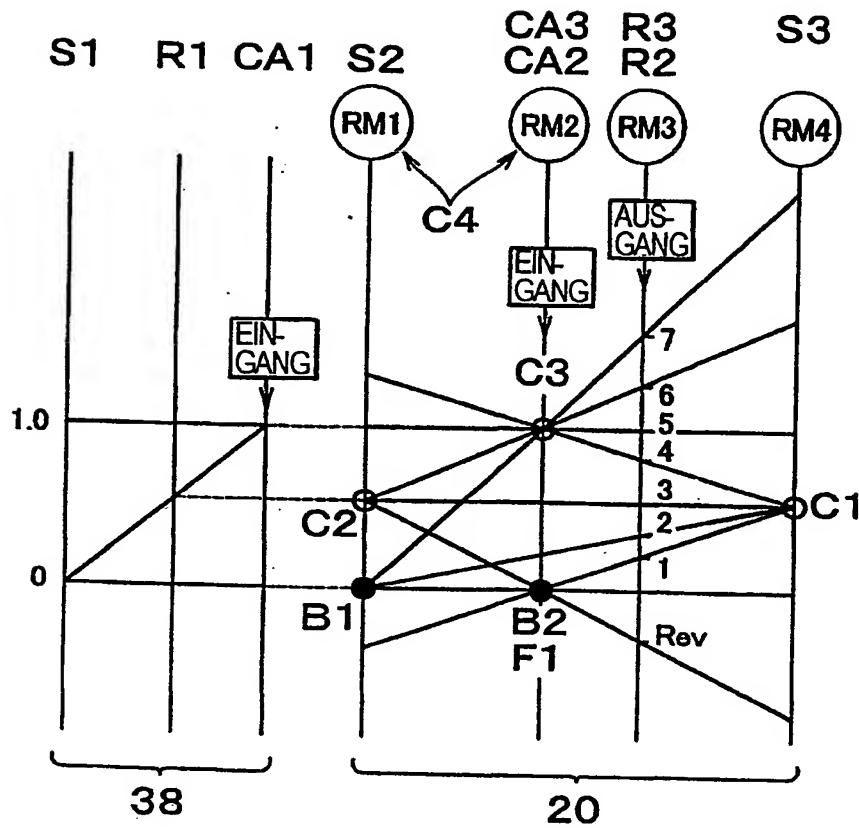 CA3 R3 S3
S1 R1 CA1 S2 CA2 R2
RM1 RM2 RM3 RM4
C4
AUS-
GANG
EIN-
GANG
EIN-
GANG
7
C3
6
1.0
5
4
3
C2
C1
2
0
1
B1
B2
F1
Rev
38
20